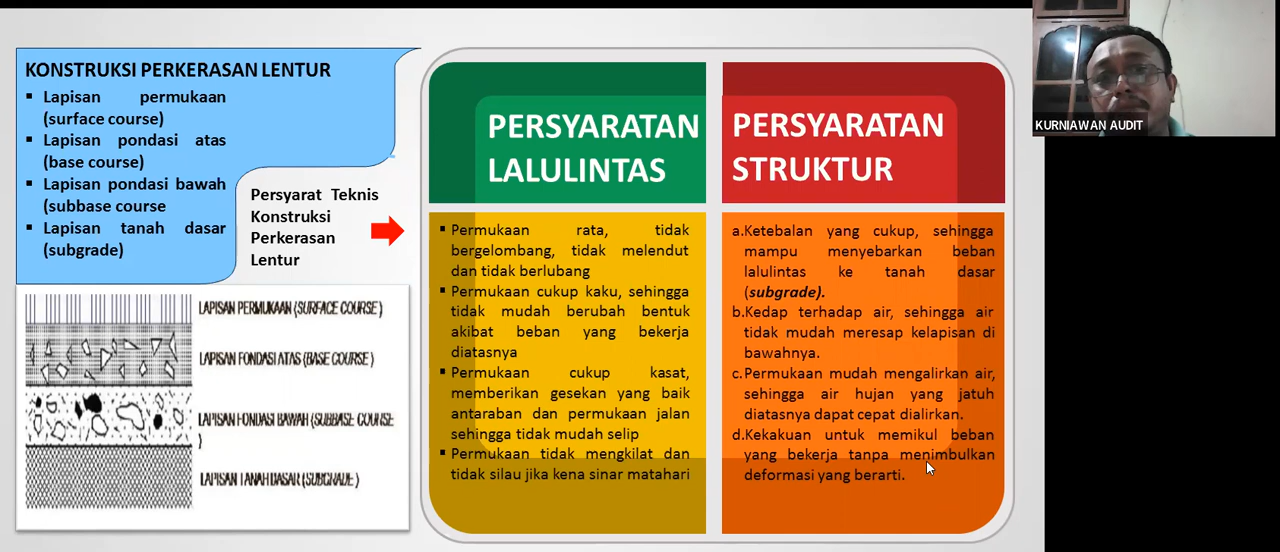 KONSTRUKSI PERKERASAN LENTUR
▪ Lapisan permukaan
(surface course)
▪ Lapisan pondasi atas
(base course)
▪ Lapisan pondasi bawah
(subbase course
▪ Lapisan tanah dasar
(subgrade)
Persyarat Teknis
Konstruksi
Perkerasan
Lentur
LAPISAN PERMUKAAN (SURFACE COURSE)
LAPISAN FONDASI ATAS (BASE COURSE)
LAPISAN FONDASI BAWAH (SUBBASE COURSE
)
LAPISAN TANAH DASAR (SUBGRADE)
PERSYARATAN
LALULINTAS
▪ Permukaan rata, tidak
bergelombang, tidak melendut
dan tidak berlubang
▪ Permukaan cukup kaku, sehingga
tidak mudah berubah bentuk
akibat beban yang bekerja
diatasnya
▪ Permukaan cukup kasat,
memberikan gesekan yang baik
antaraban dan permukaan jalan
sehingga tidak mudah selip
▪ Permukaan tidak mengkilat dan
tidak silau jika kena sinar matahari
PERSYARATAN
STRUKTUR
a.Ketebalan yang cukup, sehingga
mampu menyebarkan beban
lalulintas ke tanah dasar
(subgrade).
b.Kedap terhadap air, sehingga air
tidak mudah meresap kelapisan di
bawahnya.
c.Permukaan mudah mengalirkan air,
sehingga air hujan yang jatuh
diatasnya dapat cepat dialirkan.
d.Kekakuan untuk memikul beban
yang bekerja tanpa menimbulkan
deformasi yang berarti.
KURNIAWAN AUDIT